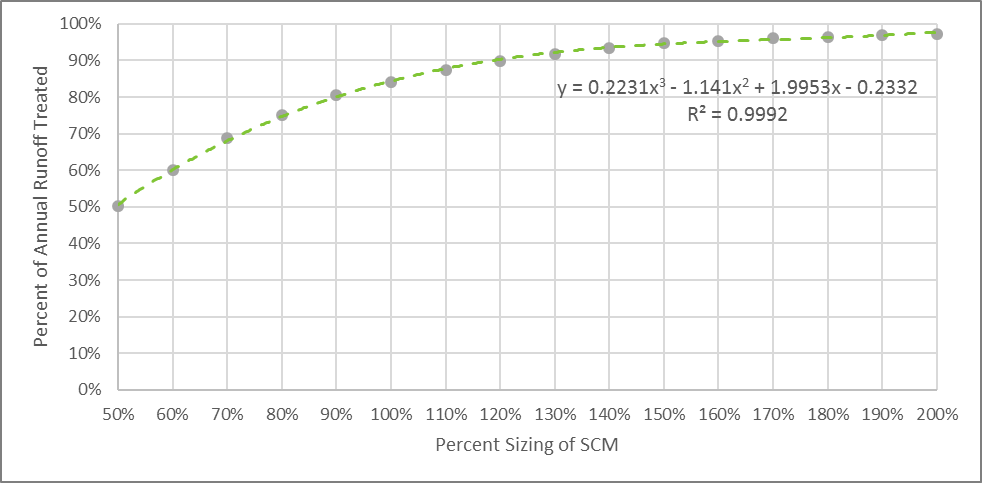 100%
90%
80%
70%
60%
50%
40%
30%
20%
10%
0%
Percent of Annual Runoff Treated
y = 0.2231x³ - 1.141x² + 1.9953x - 0.2332
R² = 0.9992
50% 60% 70% 80% 90% 100% 110% 120% 130% 140% 150% 160% 170% 180% 190% 200%
Percent Sizing of SCM